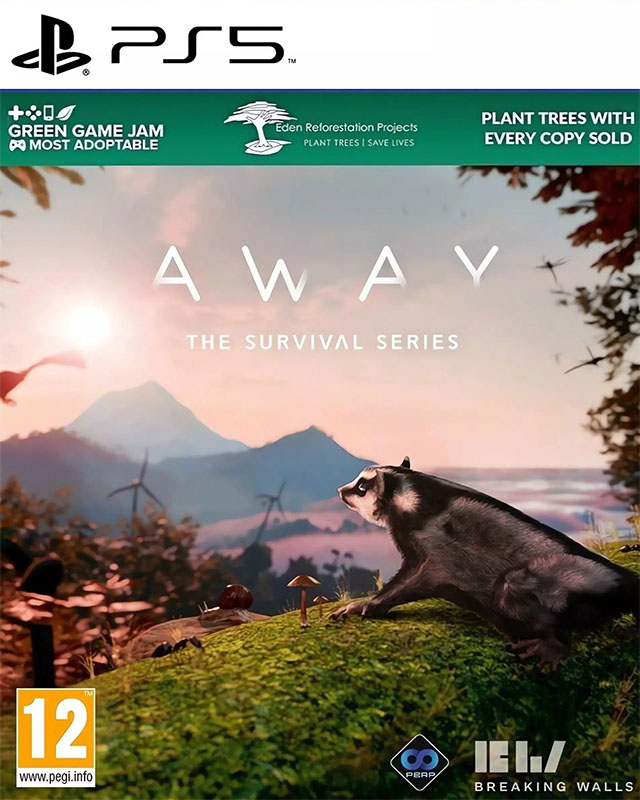 PS5™
GREEN GAME JAM
MOST ADOPTABLE
Eden Reforestation Projects
PLANT TREES | SAVE LIVES
PLANT TREES WITH
EVERY COPY SOLD
AWAY
THE SURVIVAL SERIES
12
www.pegi.info
PERP
BREAKING WALLS